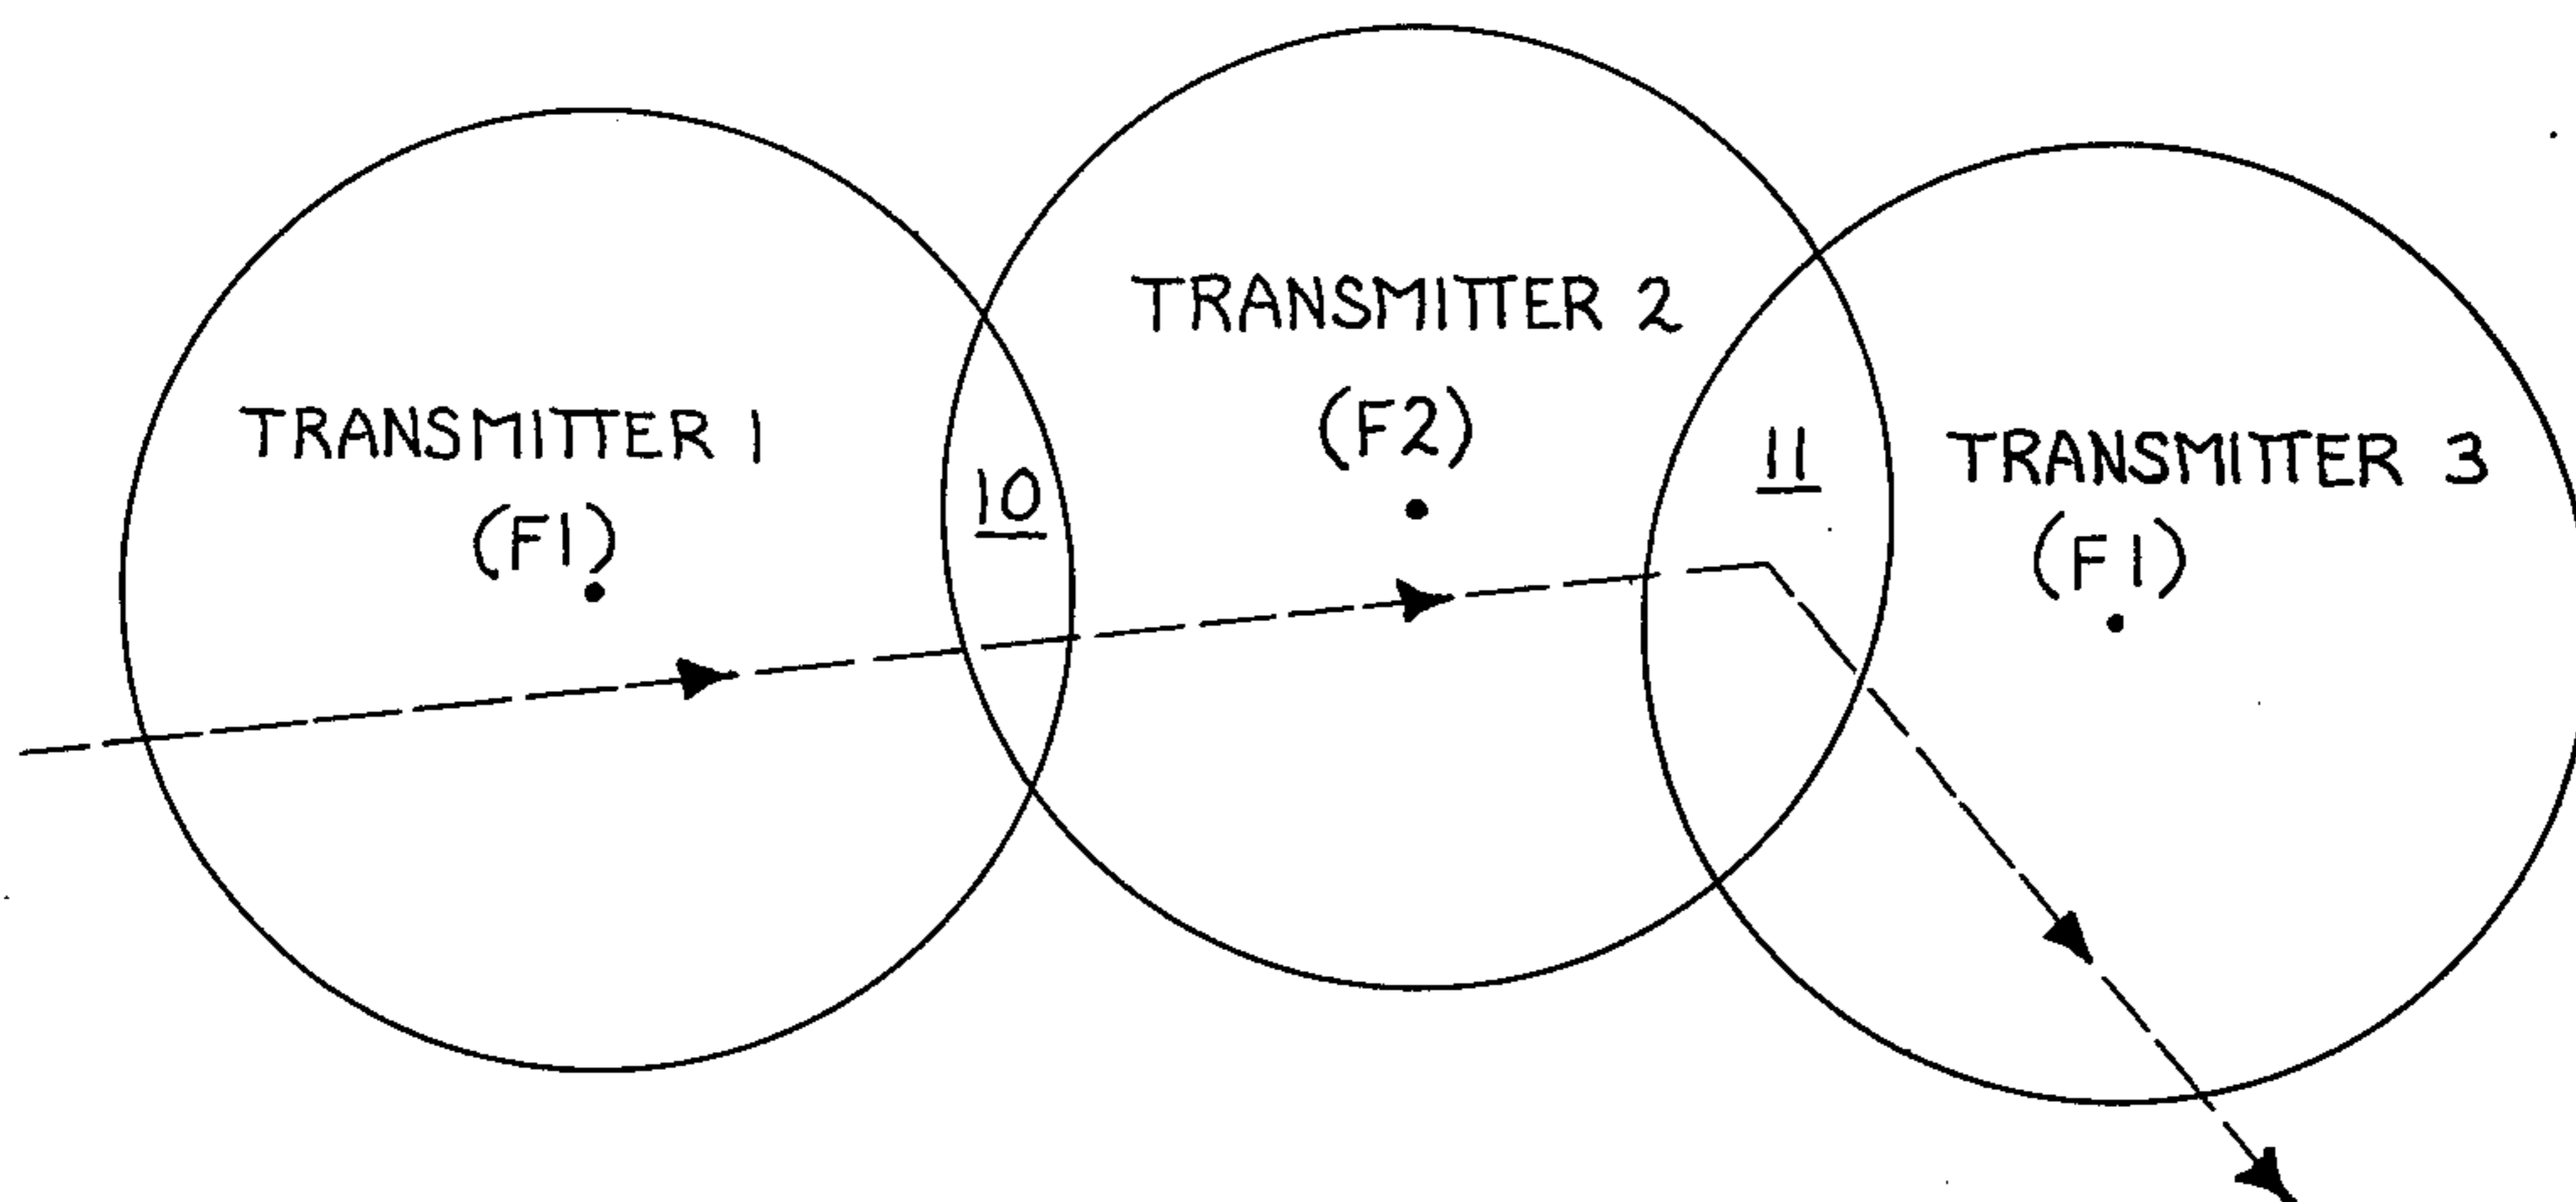 TRANSMITTER 1
(F1)
10
TRANSMITTER 2
(F2)
11
TRANSMITTER 3
(F1)